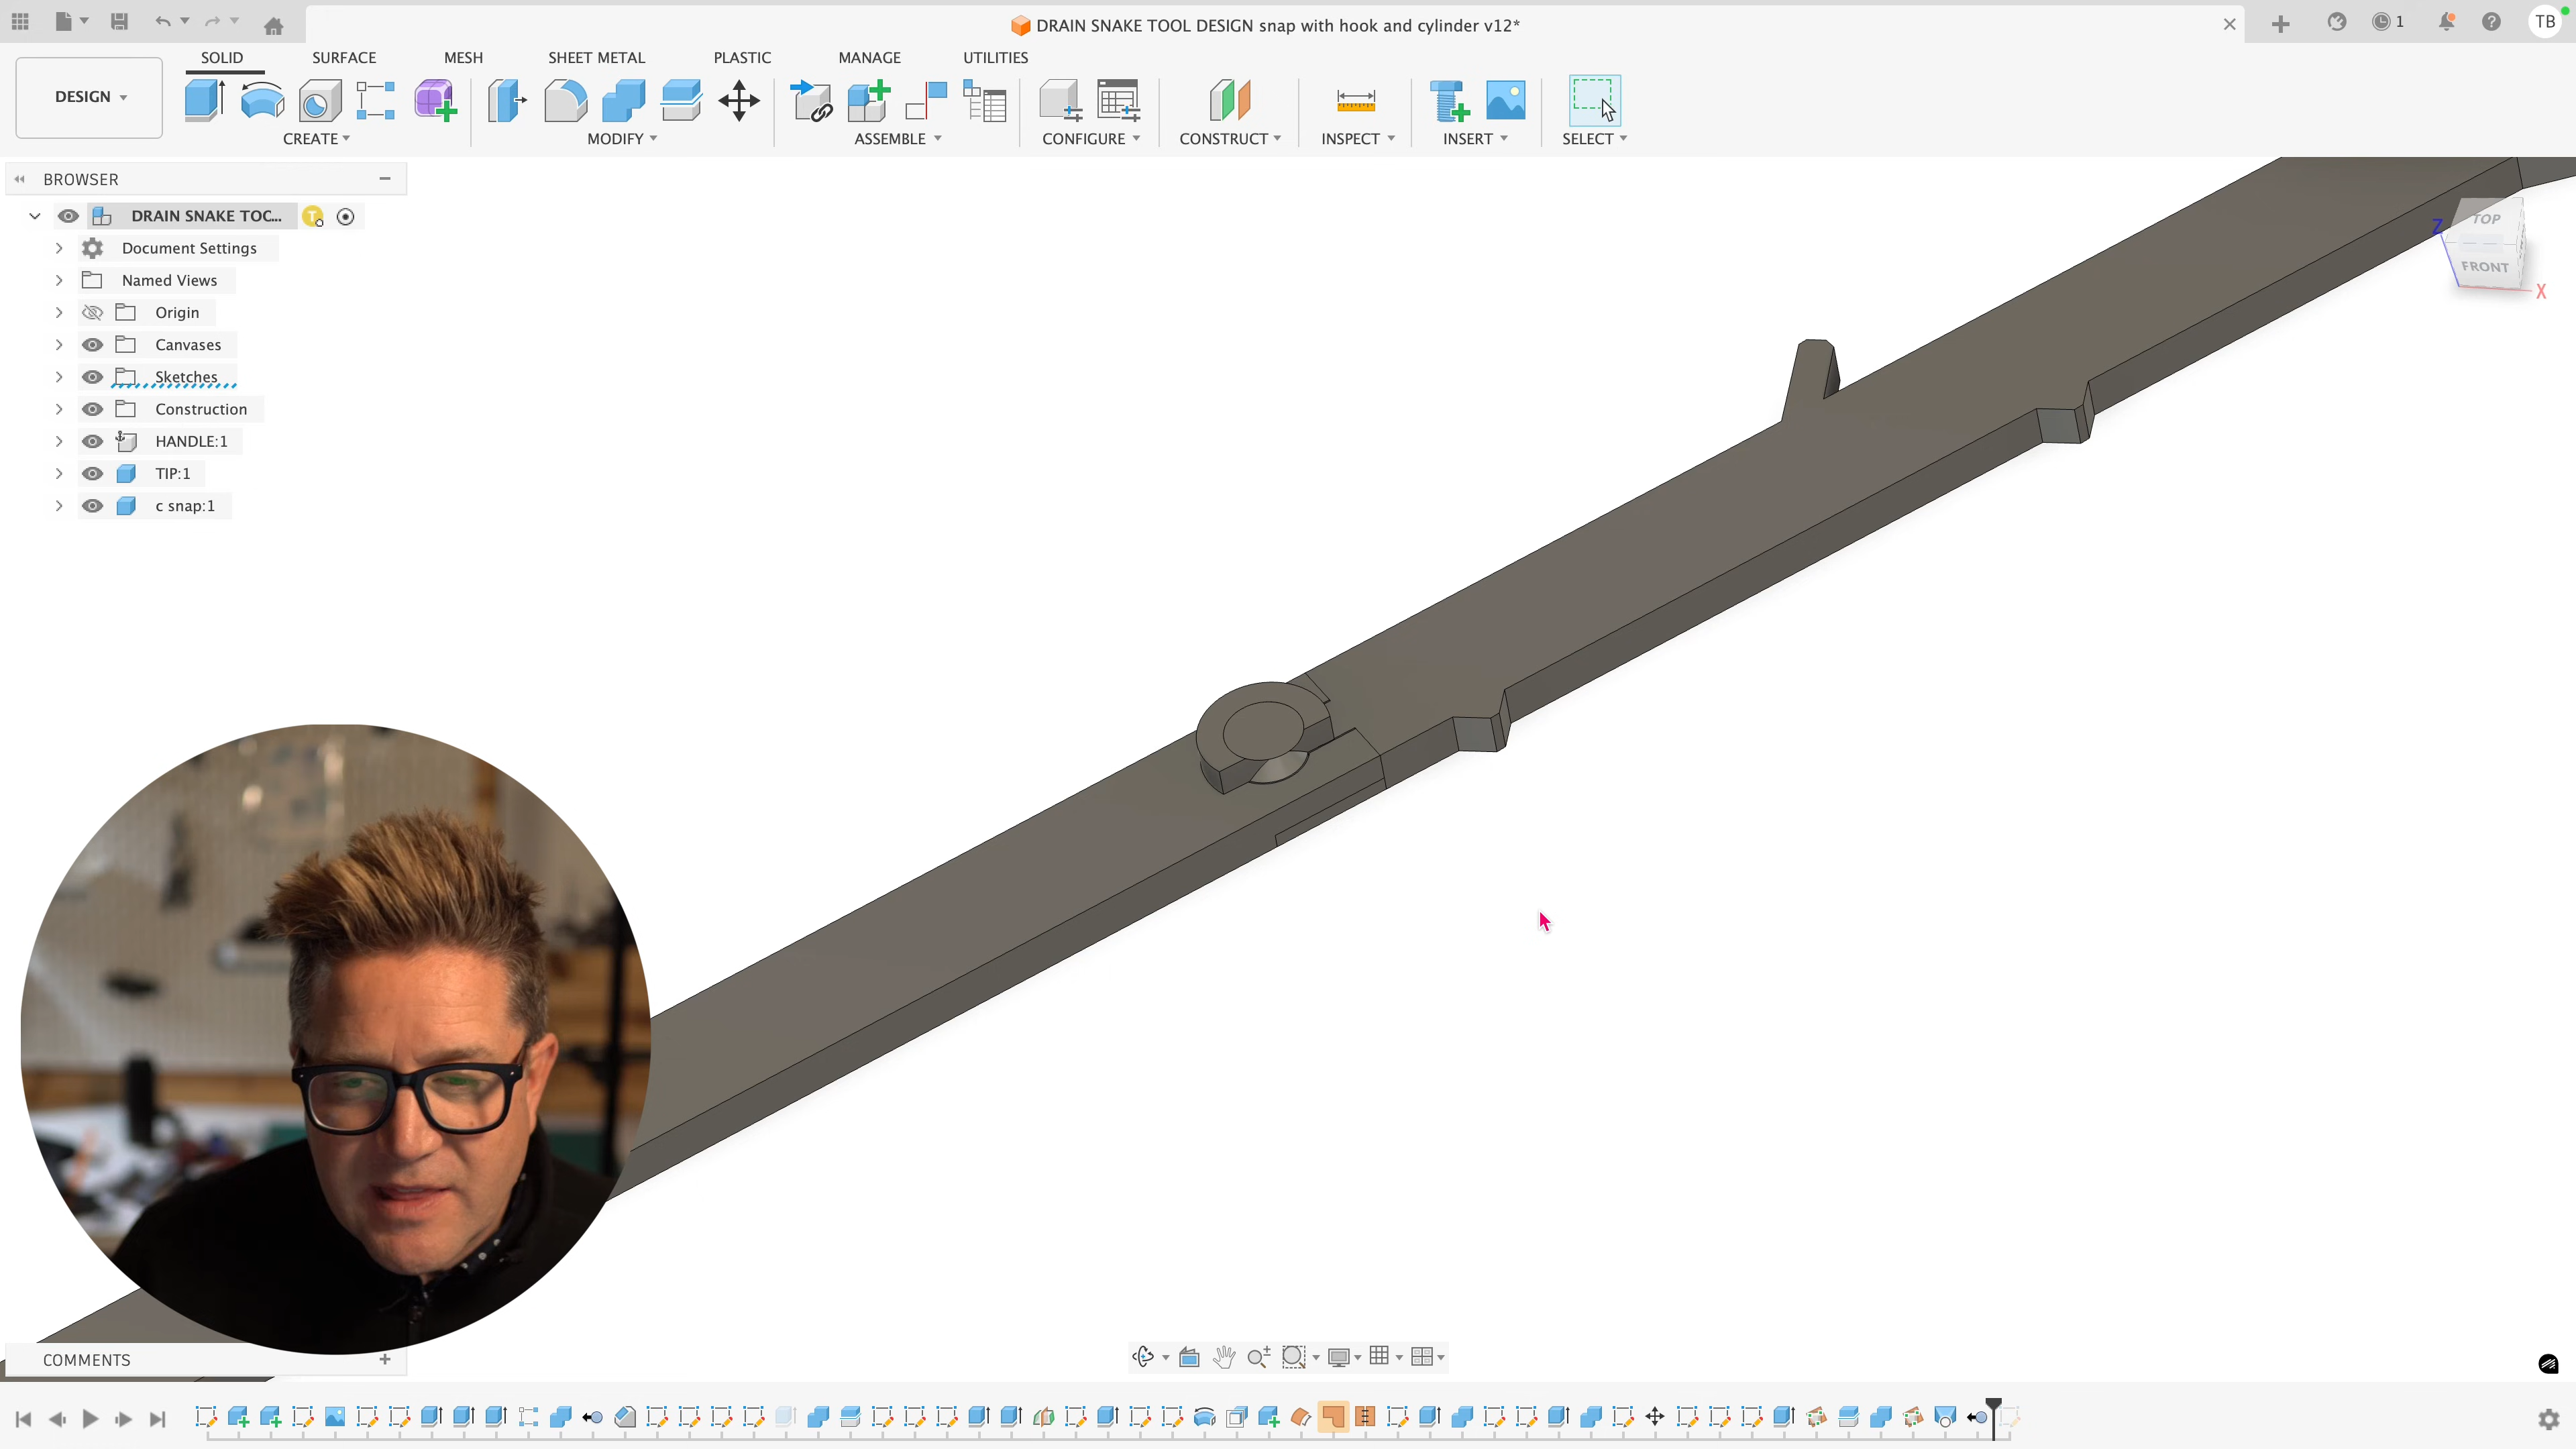 DRAIN SNAKE TOOL DESIGN snap with hook and cylinder v12*
1
TB
SOLID SURFACE MESH SHEET METAL PLASTIC MANAGE UTILITIES
DESIGN
CREATE MODIFY ASSEMBLE CONFIGURE CONSTRUCT INSPECT INSERT SELECT
BROWSER
DRAIN SNAKE TOC...
T
Document Settings
Named Views
Origin
Canvases
Sketches
Construction
HANDLE:1
TIP:1
c snap:1
TOP
Z
FRONT
X
COMMENTS